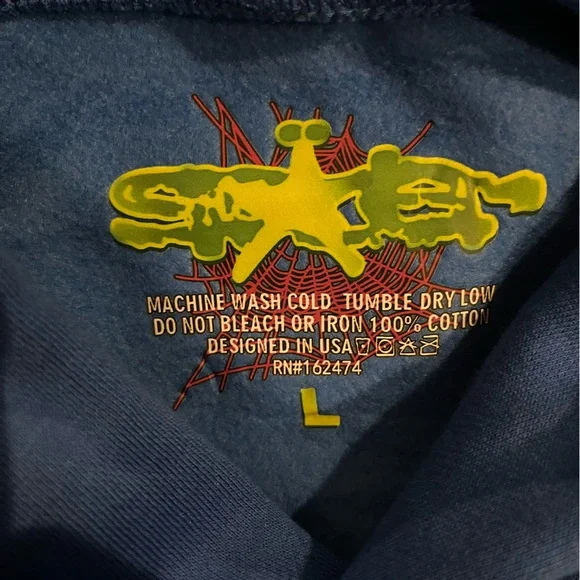 MACHINE WASH COLD TUMBLE DRY LOW
DO NOT BLEACH OR IRON 100% COTTON
DESIGNED IN USA
RN#162474
L